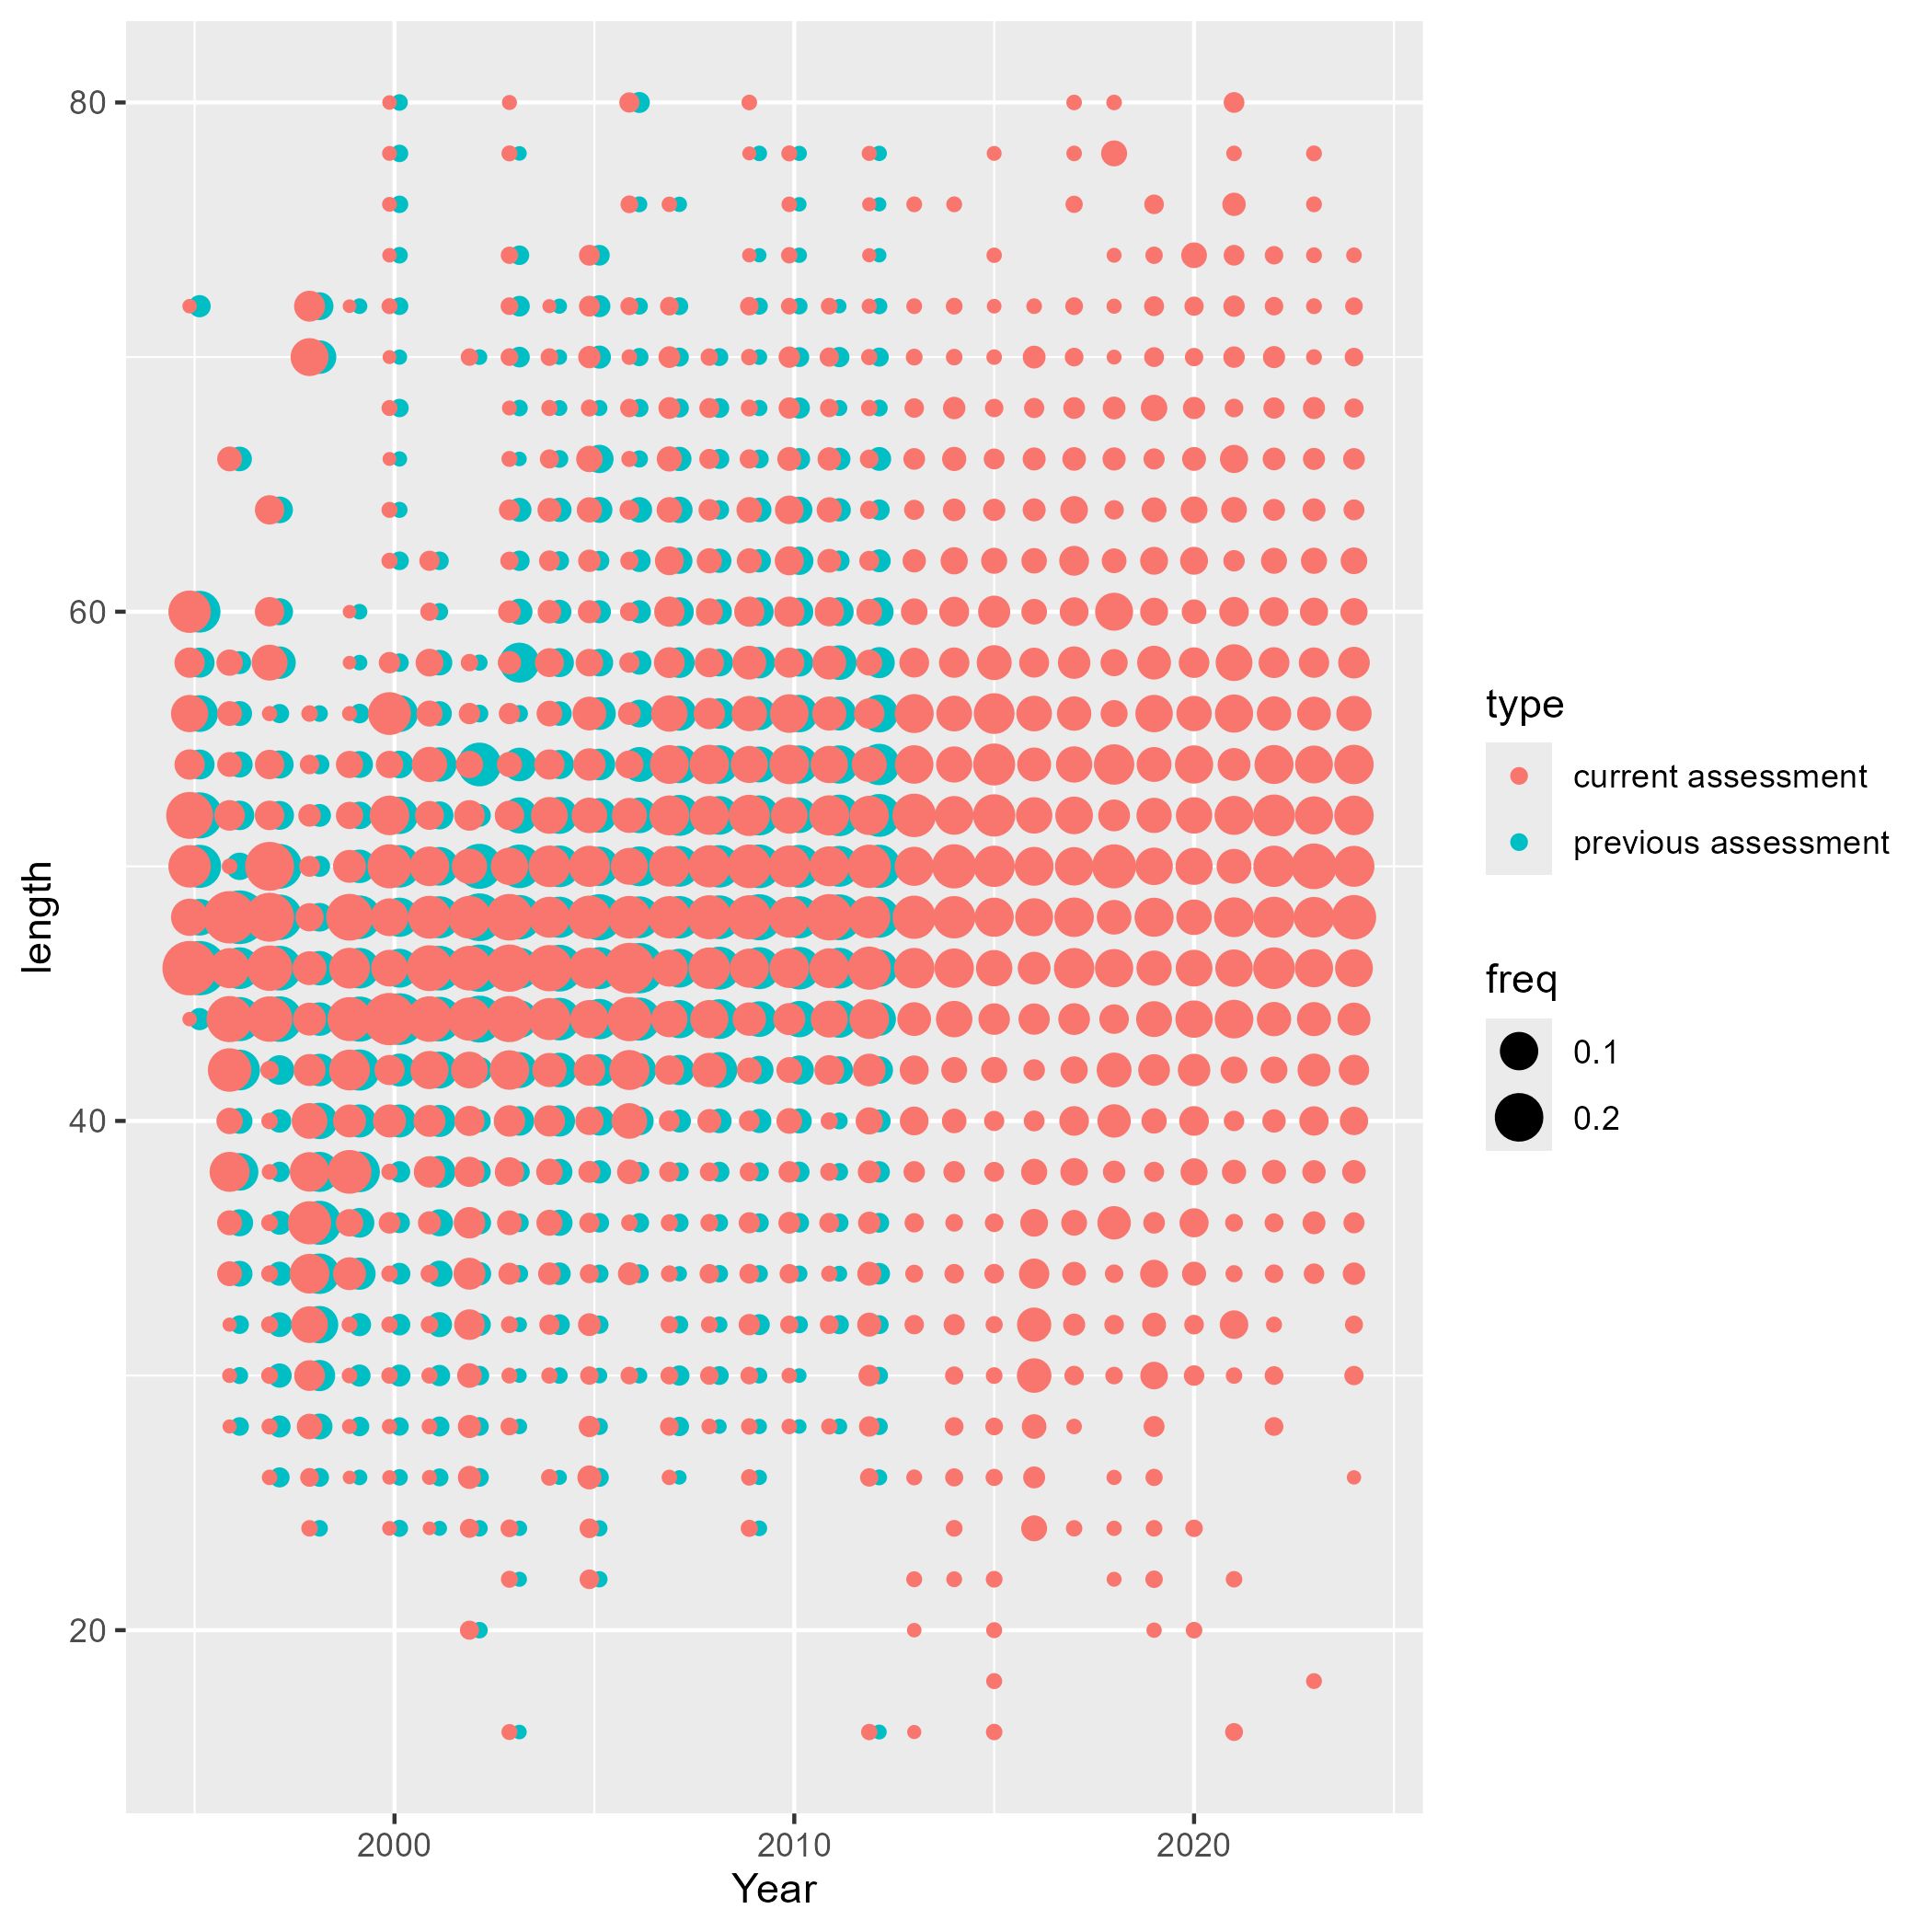 80
60
40
20
length
2000
2010
2020
Year
type
current assessment
previous assessment
freq
0.1
0.2